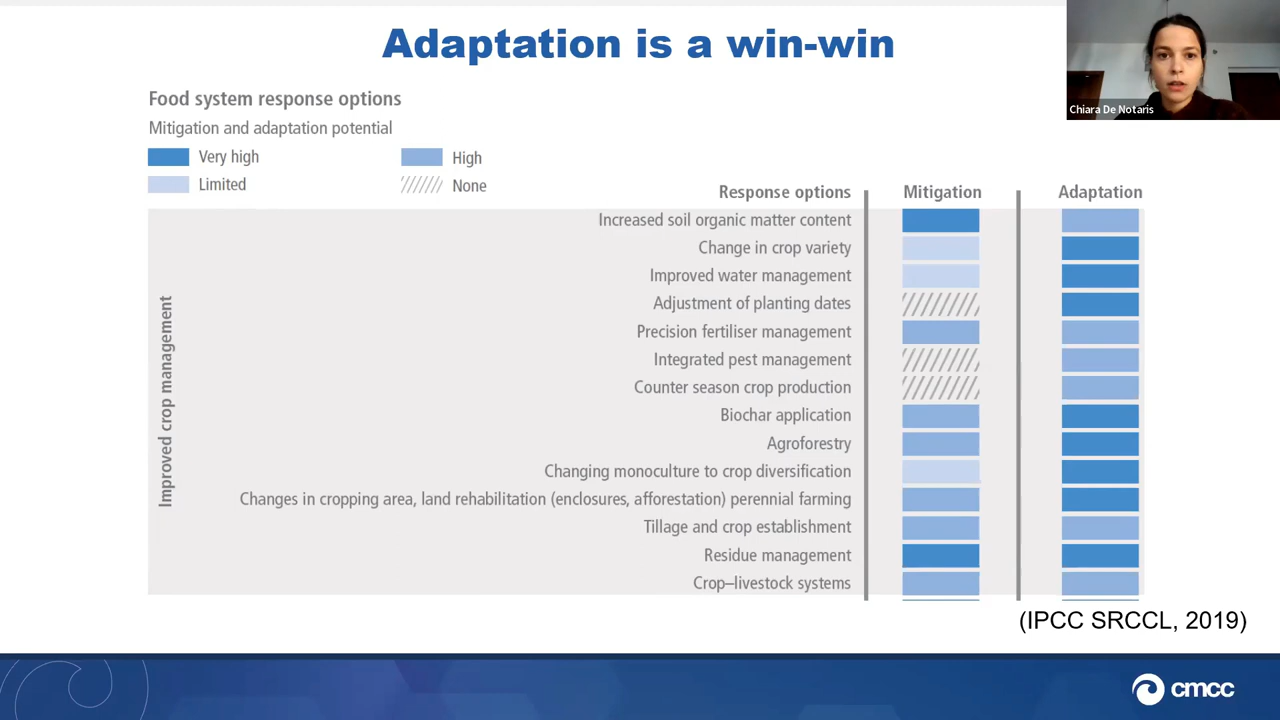 Adaptation is a win-win
Chiara De Notaris
Food system response options
Mitigation and adaptation potential
Very high
High
Limited
None
Response options
Mitigation
Adaptation
Improved crop management
Increased soil organic matter content
Change in crop variety
Improved water management
Adjustment of planting dates
Precision fertiliser management
Integrated pest management
Counter season crop production
Biochar application
Agroforestry
Changing monoculture to crop diversification
Changes in cropping area, land rehabilitation (enclosures, afforestation) perennial farming
Tillage and crop establishment
Residue management
Crop–livestock systems
(IPCC SRCCL, 2019)
cmcc